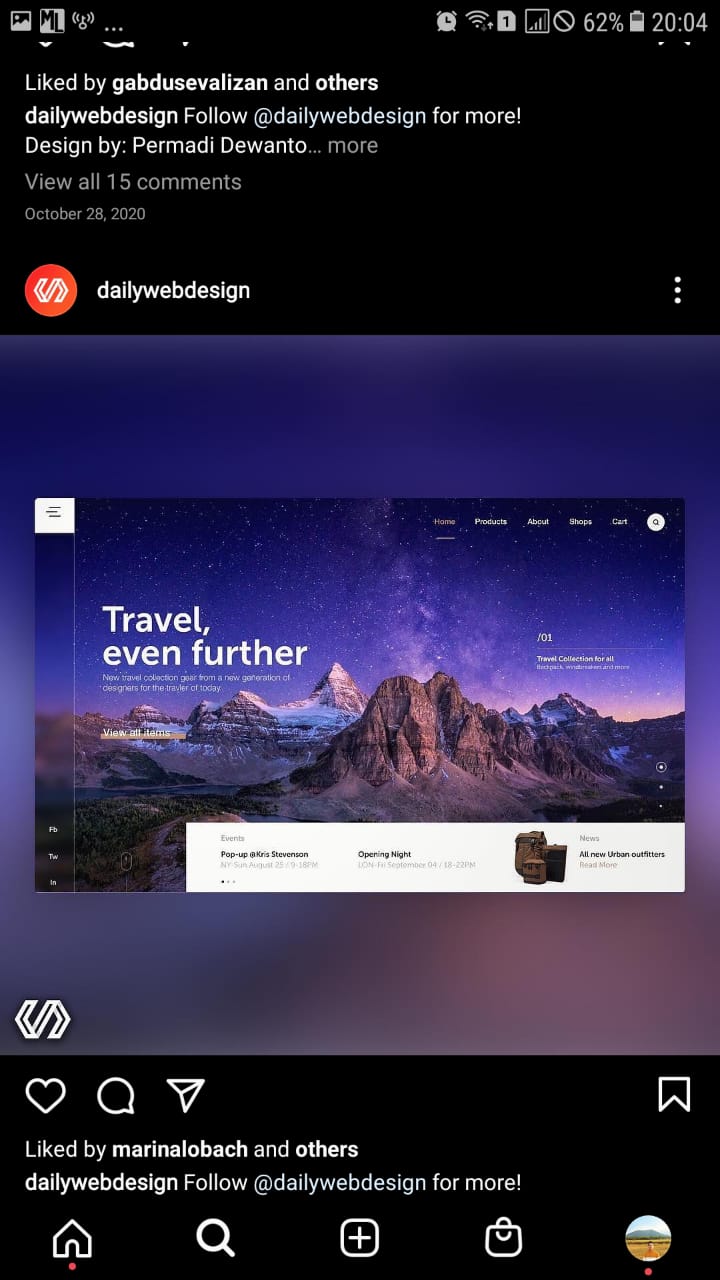 62% 20:04
Liked by gabdusevalizan and others
dailywebdesign Follow @dailywebdesign for more!
Design by: Permadi Dewanto... more
View all 15 comments
October 28, 2020
dailywebdesign
Home Products About Shops Cart
Travel,
even further
New travel collection gear from a new generation of
designers for the travler of today
View all items
/01
Travel Collection for all
Backpack, windbreakers and more
Fb
Tw
In
Events
Pop-up @Kris Stevenson
NY-Sun August 25 / 9-18PM
Opening Night
LON-Fri September 04 / 18-22PM
News
All new Urban outfitters
Read More
Liked by marinalobach and others
dailywebdesign Follow @dailywebdesign for more!